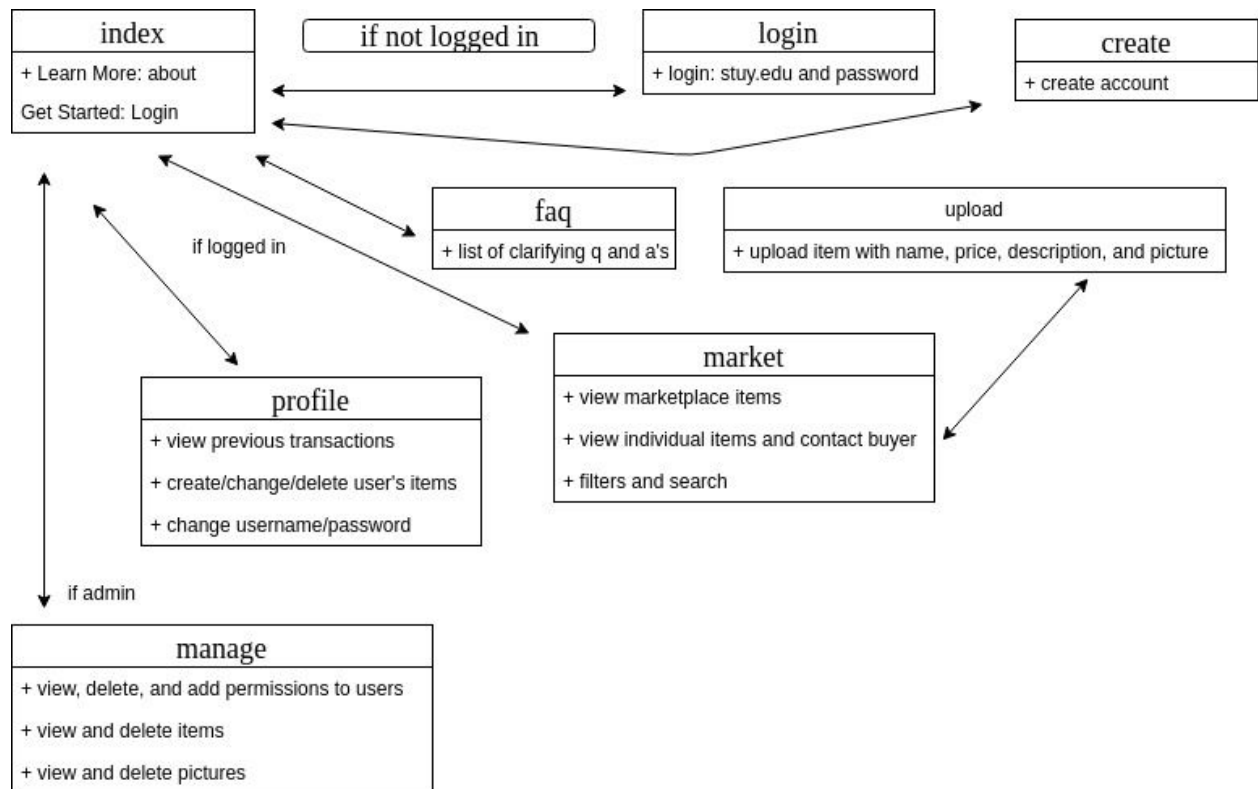 index
+ Learn More: about
Get Started: Login
if not logged in
login
+ login: stuy.edu and password
create
+ create account
faq
+ list of clarifying q and a's
upload
+ upload item with name, price, description, and picture
if logged in
market
+ view marketplace items
+ view individual items and contact buyer
+ filters and search
profile
+ view previous transactions
+ create/change/delete user's items
+ change username/password
if admin
manage
+ view, delete, and add permissions to users
+ view and delete items
+ view and delete pictures